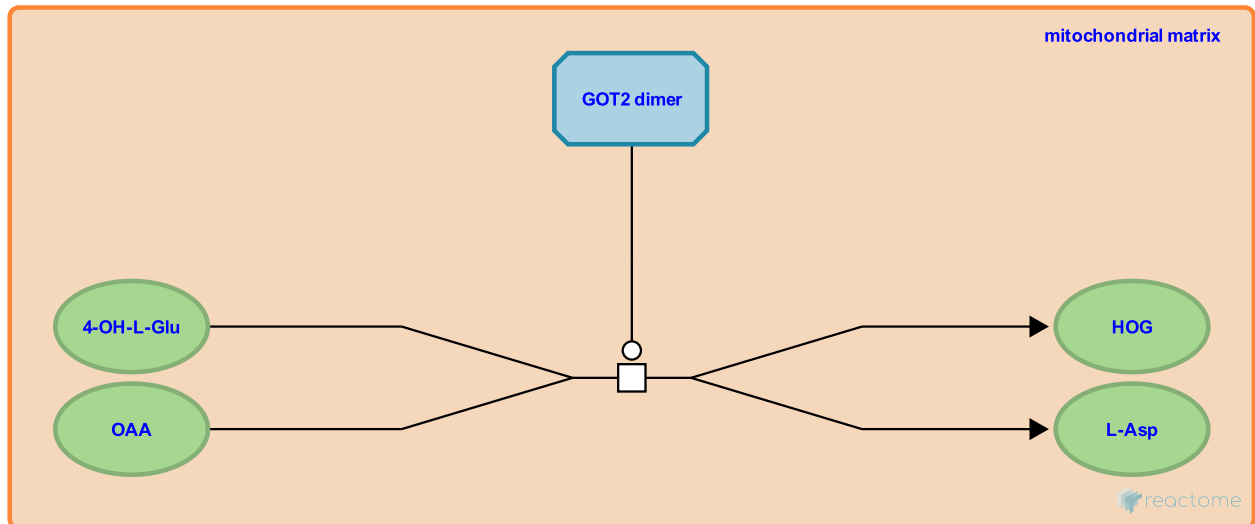 mitochondrial matrix
GOT2 dimer
4-OH-L-Glu
HOG
OAA
L-Asp
reactome